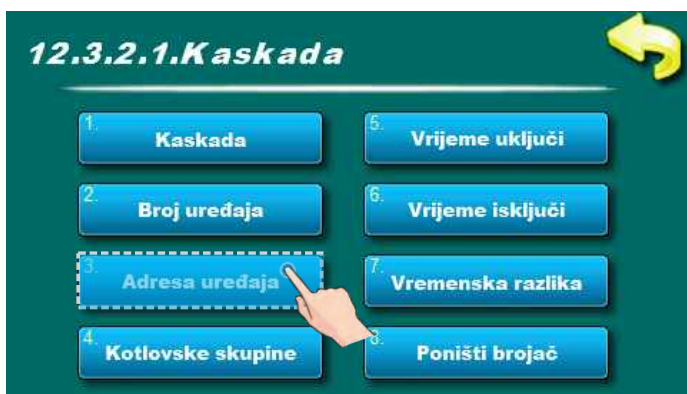 12.3.2.1.Kaskada
1.
Kaskada
2.
Broj uređaja
3.
Adresa uređaja
4.
Kotlovske skupine
5.
Vrijeme uključi
6.
Vrijeme isključi
7.
Vremenska razlika
8.
Poništi brojač